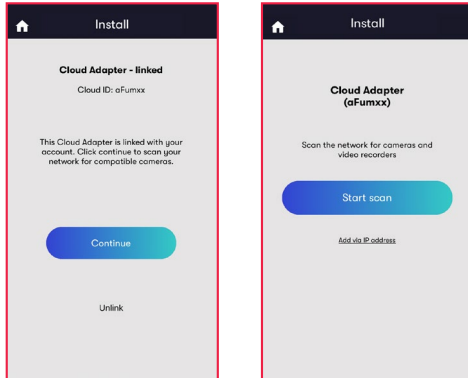 Install
Cloud Adapter - linked
Cloud ID: aFumxx
This Cloud Adapter is linked with your
account. Click continue to scan your
network for compatible cameras.
Continue
Unlink
Install
Cloud Adapter
(aFumxx)
Scan the network for cameras and
video recorders
Start scan
Add via IP address